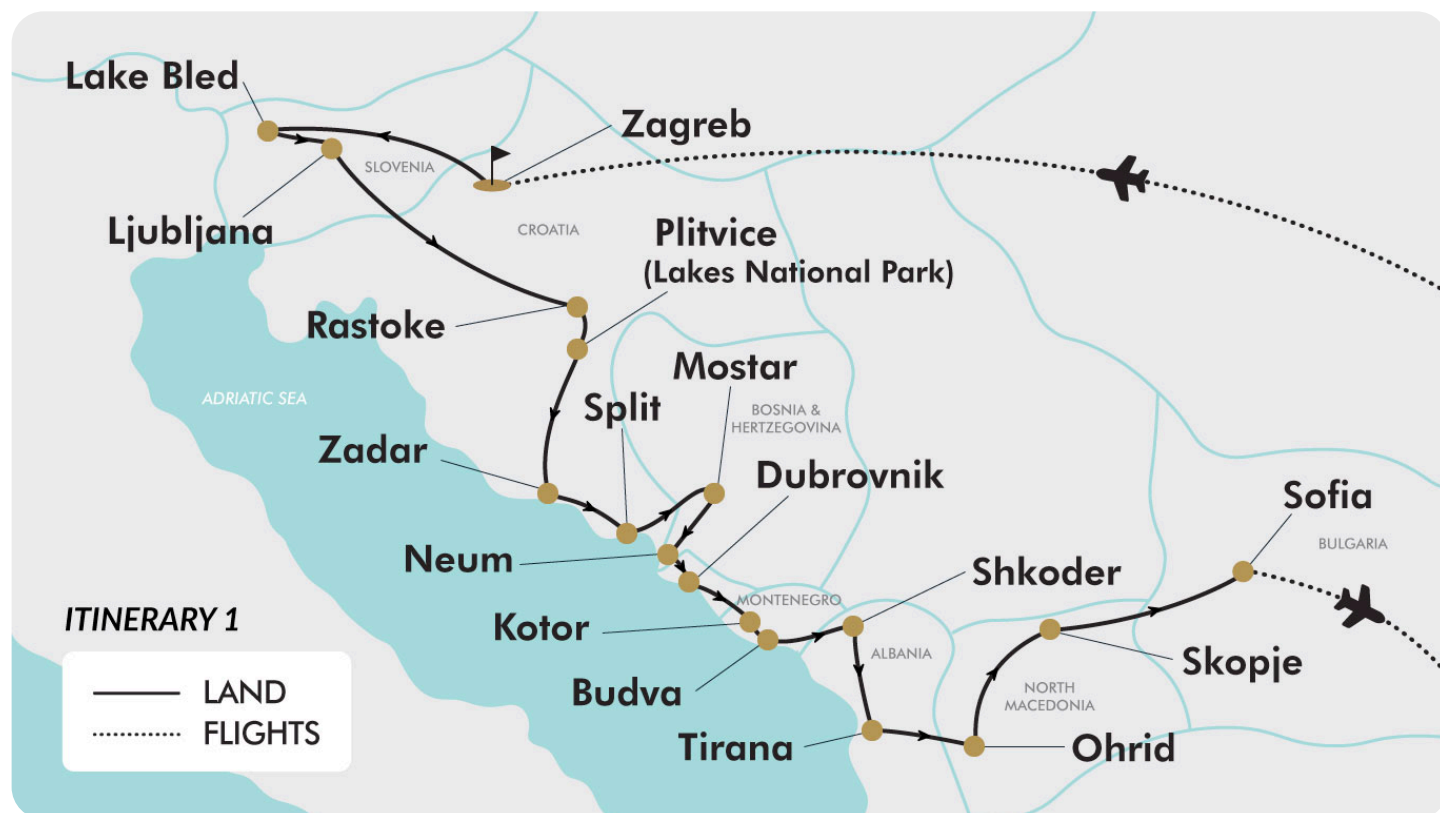 Lake Bled
Zagreb
SLOVENIA
Ljubljana
CROATIA
Plitvice
(Lakes National Park)
Rastoke
Mostar
ADRIATIC SEA
Split
BOSNIA &
HERTZEGOVINA
Zadar
Dubrovnik
Sofia
BULGARIA
Neum
Shkoder
MONTENEGRO
Kotor
ALBANIA
Skopje
Budva
NORTH
MACEDONIA
Tirana
Ohrid
ITINERARY 1
LAND
FLIGHTS